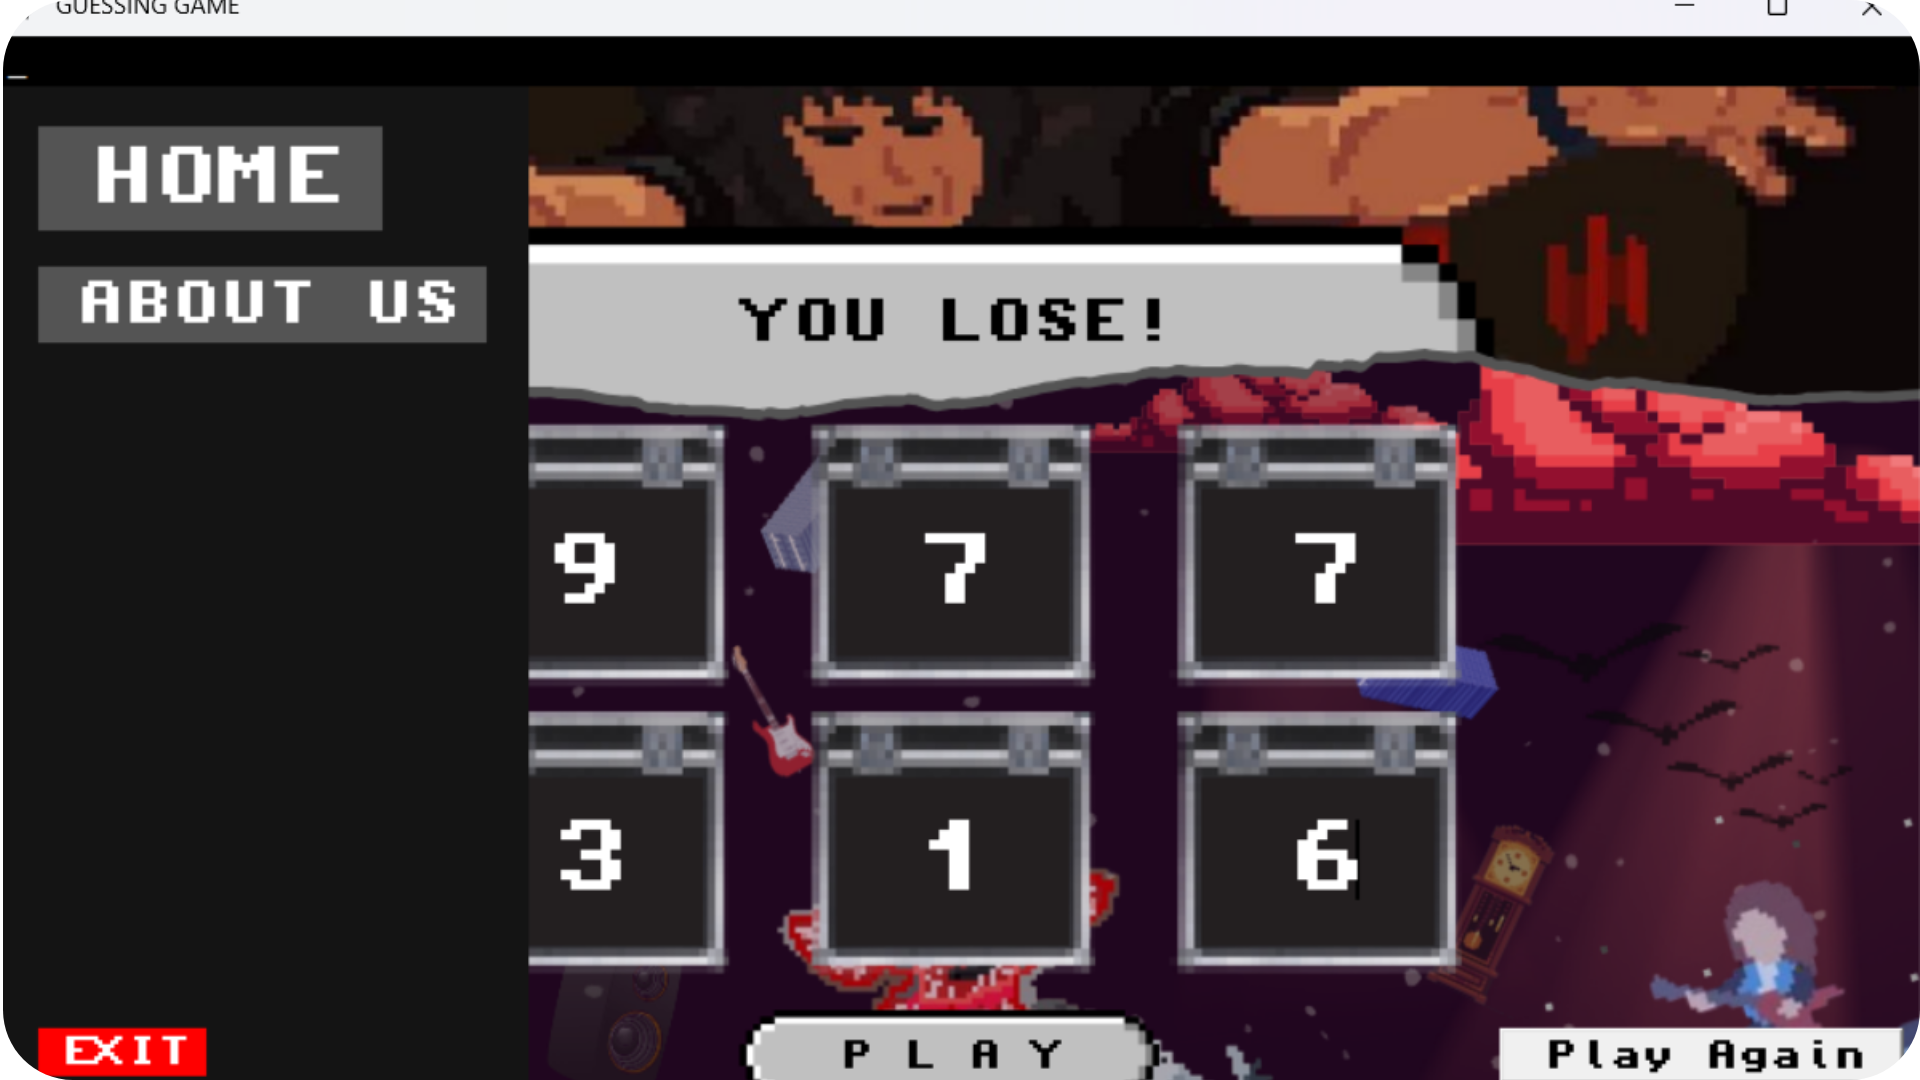 GUESSING GAME
HOME
ABOUT US
YOU LOSE!
9 7 7
3 1 6
EXIT
PLAY
Play Again